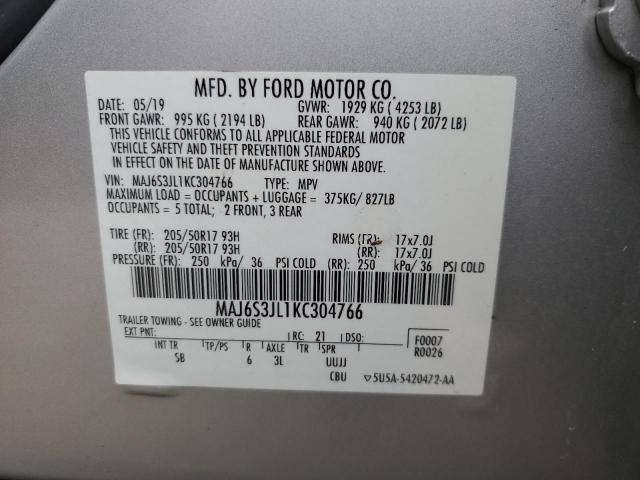 MFD. BY FORD MOTOR CO.
DATE: 05/19 GVWR: 1929 KG ( 4253 LB)
FRONT GAWR: 995 KG ( 2194 LB) REAR GAWR: 940 KG ( 2072 LB)
THIS VEHICLE CONFORMS TO ALL APPLICABLE FEDERAL MOTOR
VEHICLE SAFETY AND THEFT PREVENTION STANDARDS
IN EFFECT ON THE DATE OF MANUFACTURE SHOWN ABOVE.
VIN: MAJ6S3JL1KC304766 TYPE: MPV
MAXIMUM LOAD = OCCUPANTS + LUGGAGE = 375KG/ 827LB
OCCUPANTS = 5 TOTAL; 2 FRONT, 3 REAR
TIRE (FR): 205/50R17 93H RIMS (FR): 17x7.0J
(RR): 205/50R17 93H (RR): 17x7.0J
PRESSURE (FR): 250 kPa/ 36 PSI COLD (RR): 250 kPa/ 36 PSI COLD
MAJ6S3JL1KC304766
TRAILER TOWING - SEE OWNER GUIDE
EXT PNT: RC: 21 DSO: F0007
INT TR TP/PS R AXLE TR SPR R0026
SB 6 3L UUJJ
CBU ▽5USA-5420472-AA